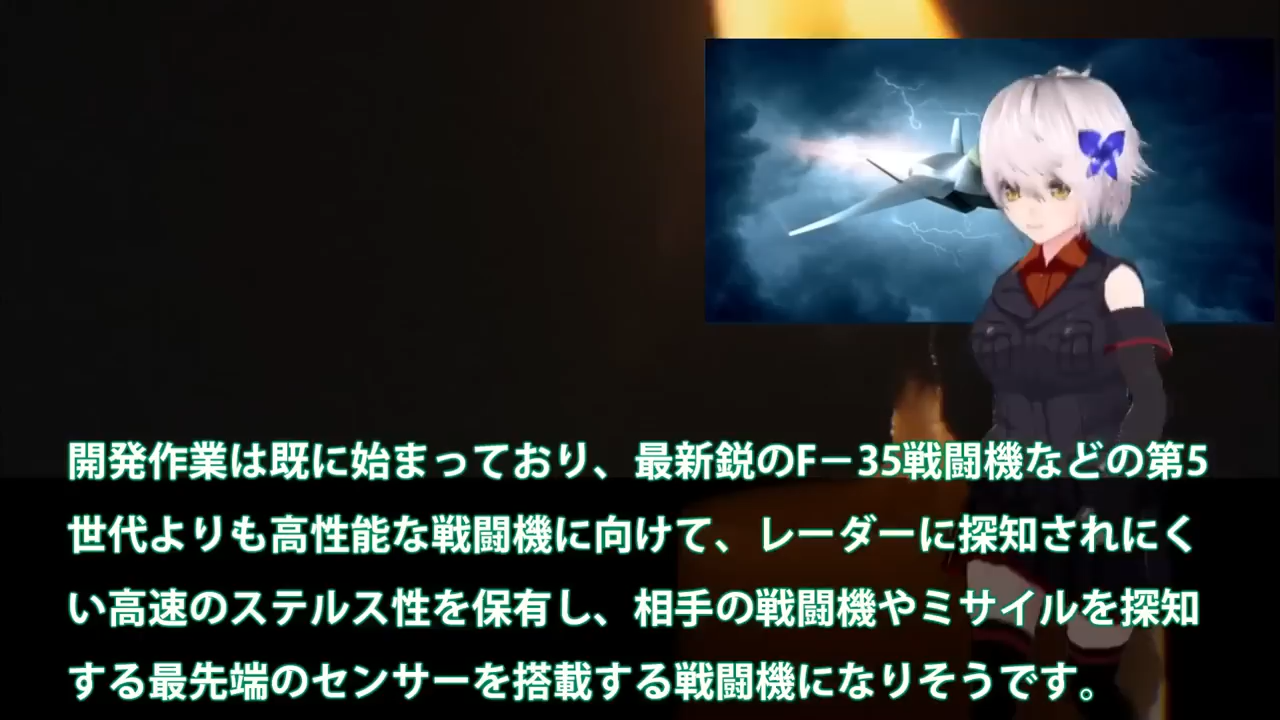 開発作業は既に始まっており、最新鋭のF－35戦闘機などの第5
世代よりも高性能な戦闘機に向けて、レーダーに探知されにく
い高速のステルス性を保有し、相手の戦闘機やミサイルを探知
する最先端のセンサーを搭載する戦闘機になりそうです。